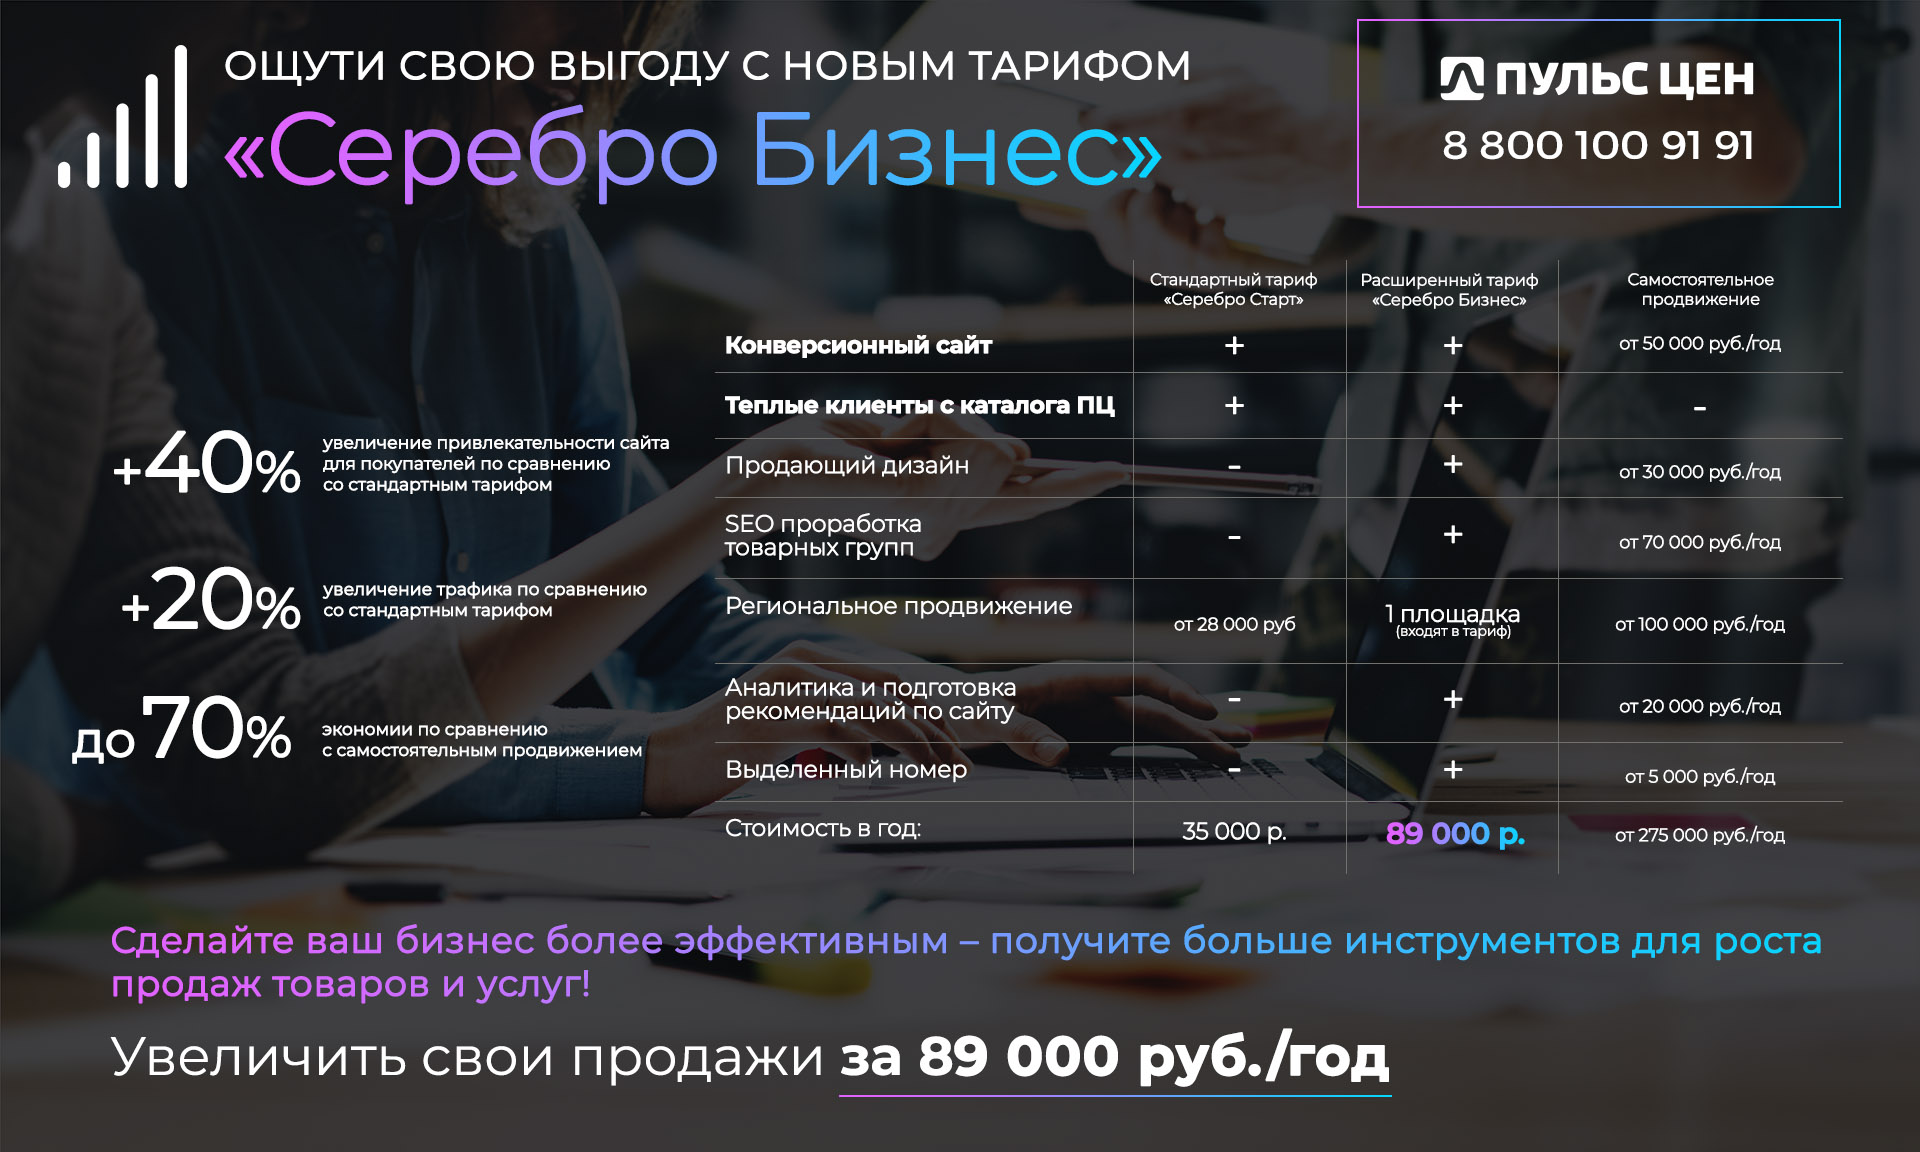 ОЩУТИ СВОЮ ВЫГОДУ С НОВЫМ ТАРИФОМ
«Серебро Бизнес»
ПУЛЬС ЦЕН
8 800 100 91 91
+40%
увеличение привлекательности сайта
для покупателей по сравнению
со стандартным тарифом
+20%
увеличение трафика по сравнению
со стандартным тарифом
до 70%
экономии по сравнению
с самостоятельным продвижением
Стандартный тариф
«Серебро Старт»
Расширенный тариф
«Серебро Бизнес»
Самостоятельное
продвижение
Конверсионный сайт + + от 50 000 руб./год
Теплые клиенты с каталога ПЦ + + -
Продающий дизайн - + от 30 000 руб./год
SEO проработка
товарных групп - + от 70 000 руб./год
Региональное продвижение от 28 000 руб 1 площадка от 100 000 руб./год
(входят в тариф)
Аналитика и подготовка
рекомендаций по сайту - + от 20 000 руб./год
Выделенный номер - + от 5 000 руб./год
Стоимость в год: 35 000 р. 89 000 р. от 275 000 руб./год
Сделайте ваш бизнес более эффективным – получите больше инструментов для роста
продаж товаров и услуг!
Увеличить свои продажи за 89 000 руб./год